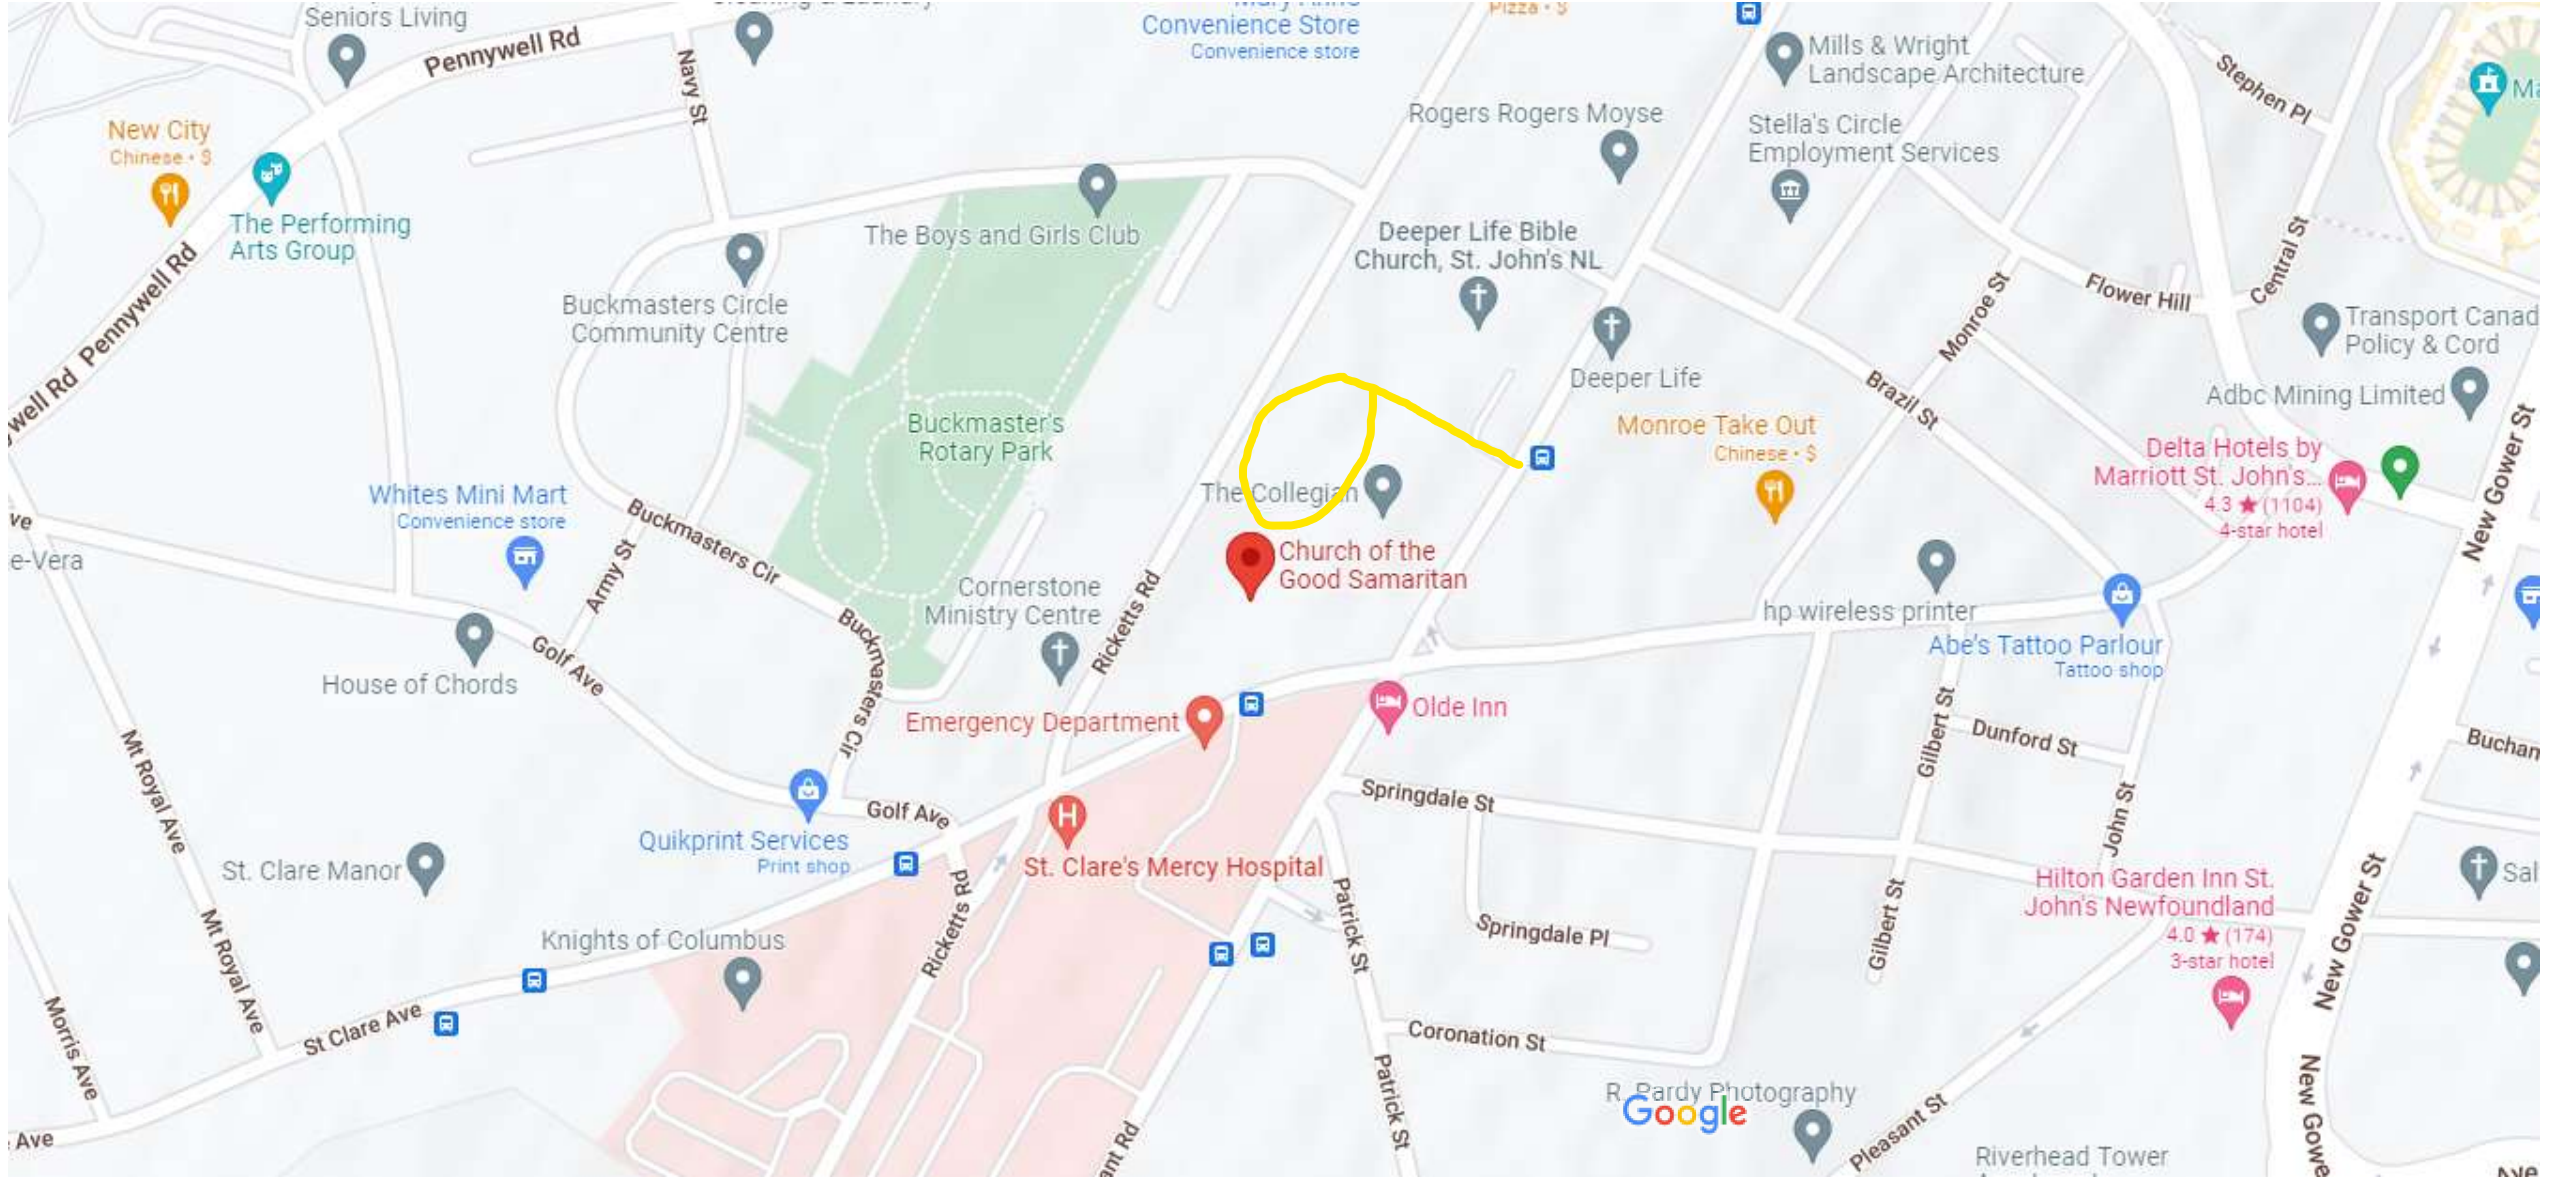 Seniors Living
Pennywell Rd
Navy St
Convenience Store
Convenience store
Pizza · $
Mills & Wright
Landscape Architecture
Stephen Pl
New City
Chinese · $
Rogers Rogers Moyse
Stella's Circle
Employment Services
The Performing
Arts Group
The Boys and Girls Club
Deeper Life Bible
Church, St. John's NL
Central St
Pennywell Rd
Buckmasters Circle
Community Centre
Monroe St
Flower Hill
Transport Canad
Policy & Cord
Deeper Life
Brazil St
Adbc Mining Limited
well Rd
Buckmaster's
Rotary Park
Monroe Take Out
Chinese · $
Delta Hotels by
Marriott St. John's...
4.3 ★ (1104)
4-star hotel
New Gower St
Whites Mini Mart
Convenience store
The Collegian
Buckmasters Cir
Army St
ve
e-Vera
Church of the
Good Samaritan
Cornerstone
Ministry Centre
Ricketts Rd
hp wireless printer
Buckmasters Cir
Golf Ave
House of Chords
Abe's Tattoo Parlour
Tattoo shop
Emergency Department
Olde Inn
Gilbert St
Dunford St
Buchan
Mt Royal Ave
Springdale St
Golf Ave
John St
Quikprint Services
Print shop
St. Clare Manor
H
St. Clare's Mercy Hospital
Ricketts Rd
Patrick St
Hilton Garden Inn St.
John's Newfoundland
4.0 ★ (174)
3-star hotel
Sal
New Gower St
Mt Royal Ave
Knights of Columbus
Springdale Pl
Gilbert St
Morris Ave
St Clare Ave
Coronation St
Patrick St
R. Pardy Photography
Google
Pleasant St
New Gowe
Ave
ant Rd
Riverhead Tower